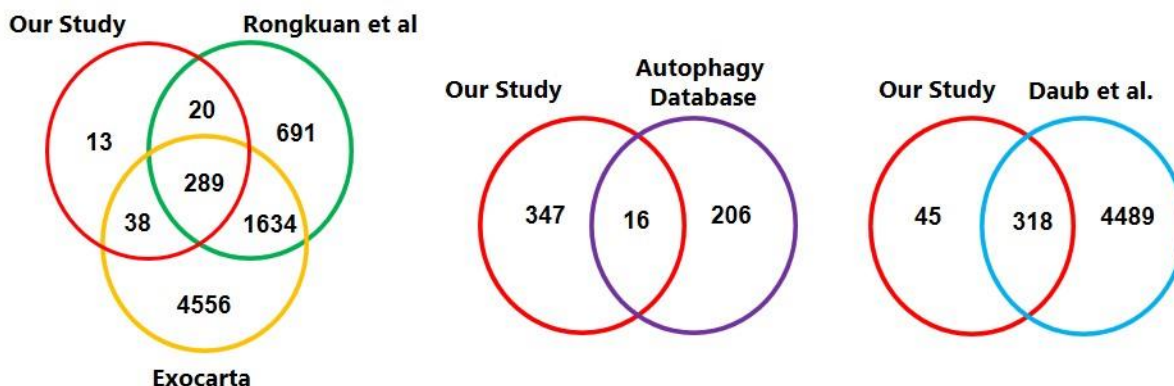 Our Study
Rongkuan et al
20
13
691
289
38
1634
4556
Exocarta
Our Study
Autophagy
Database
347
16
206
Our Study
Daub et al.
45
318
4489